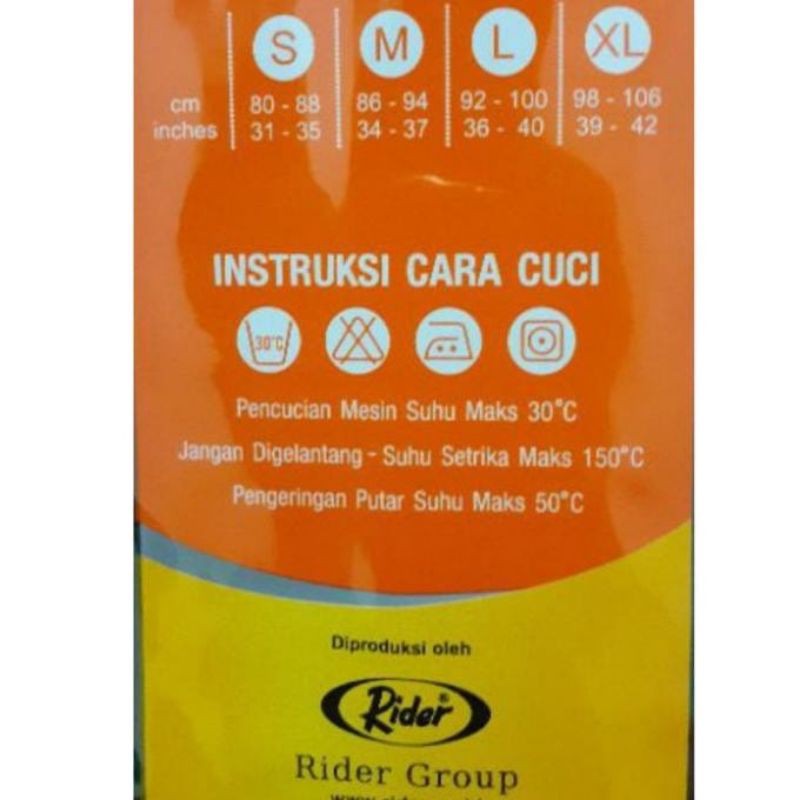 S M L XL
cm 80 - 88 86 - 94 92 - 100 98 - 106
inches 31 - 35 34 - 37 36 - 40 39 - 42
INSTRUKSI CARA CUCI
30°C
Pencucian Mesin Suhu Maks 30°C
Jangan Digelantang - Suhu Setrika Maks 150°C
Pengeringan Putar Suhu Maks 50°C
Diproduksi oleh
Rider®
Rider Group